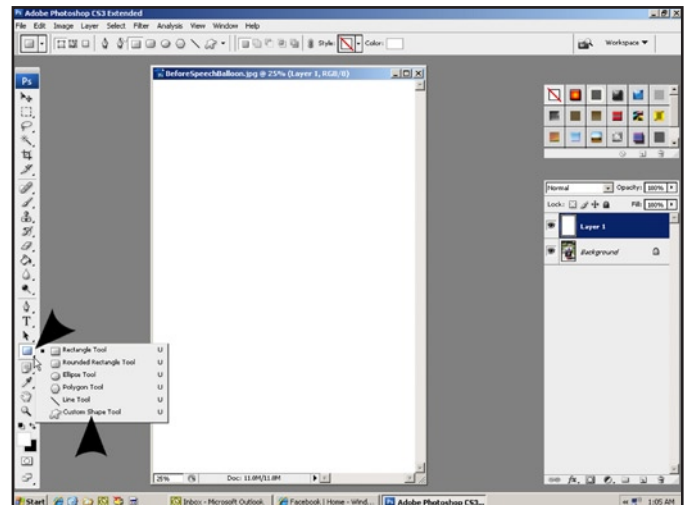 Adobe Photoshop CS3 Extended
File Edit Image Layer Select Filter Analysis View Window Help
Style: Color: Workspace ▼
Ps
BeforeSpeechBalloon.jpg @ 25% (Layer 1, RGB/8)
Normal Opacity: 100%
Lock: Fill: 100%
Layer 1
Background
T
Rectangle Tool U
Rounded Rectangle Tool U
Ellipse Tool U
Polygon Tool U
Line Tool U
Custom Shape Tool U
25% Doc: 11.0M/11.0M
fx.
Start Inbox - Microsoft Outlook Facebook | Home - Wind... Adobe Photoshop CS3... 1:05 AM